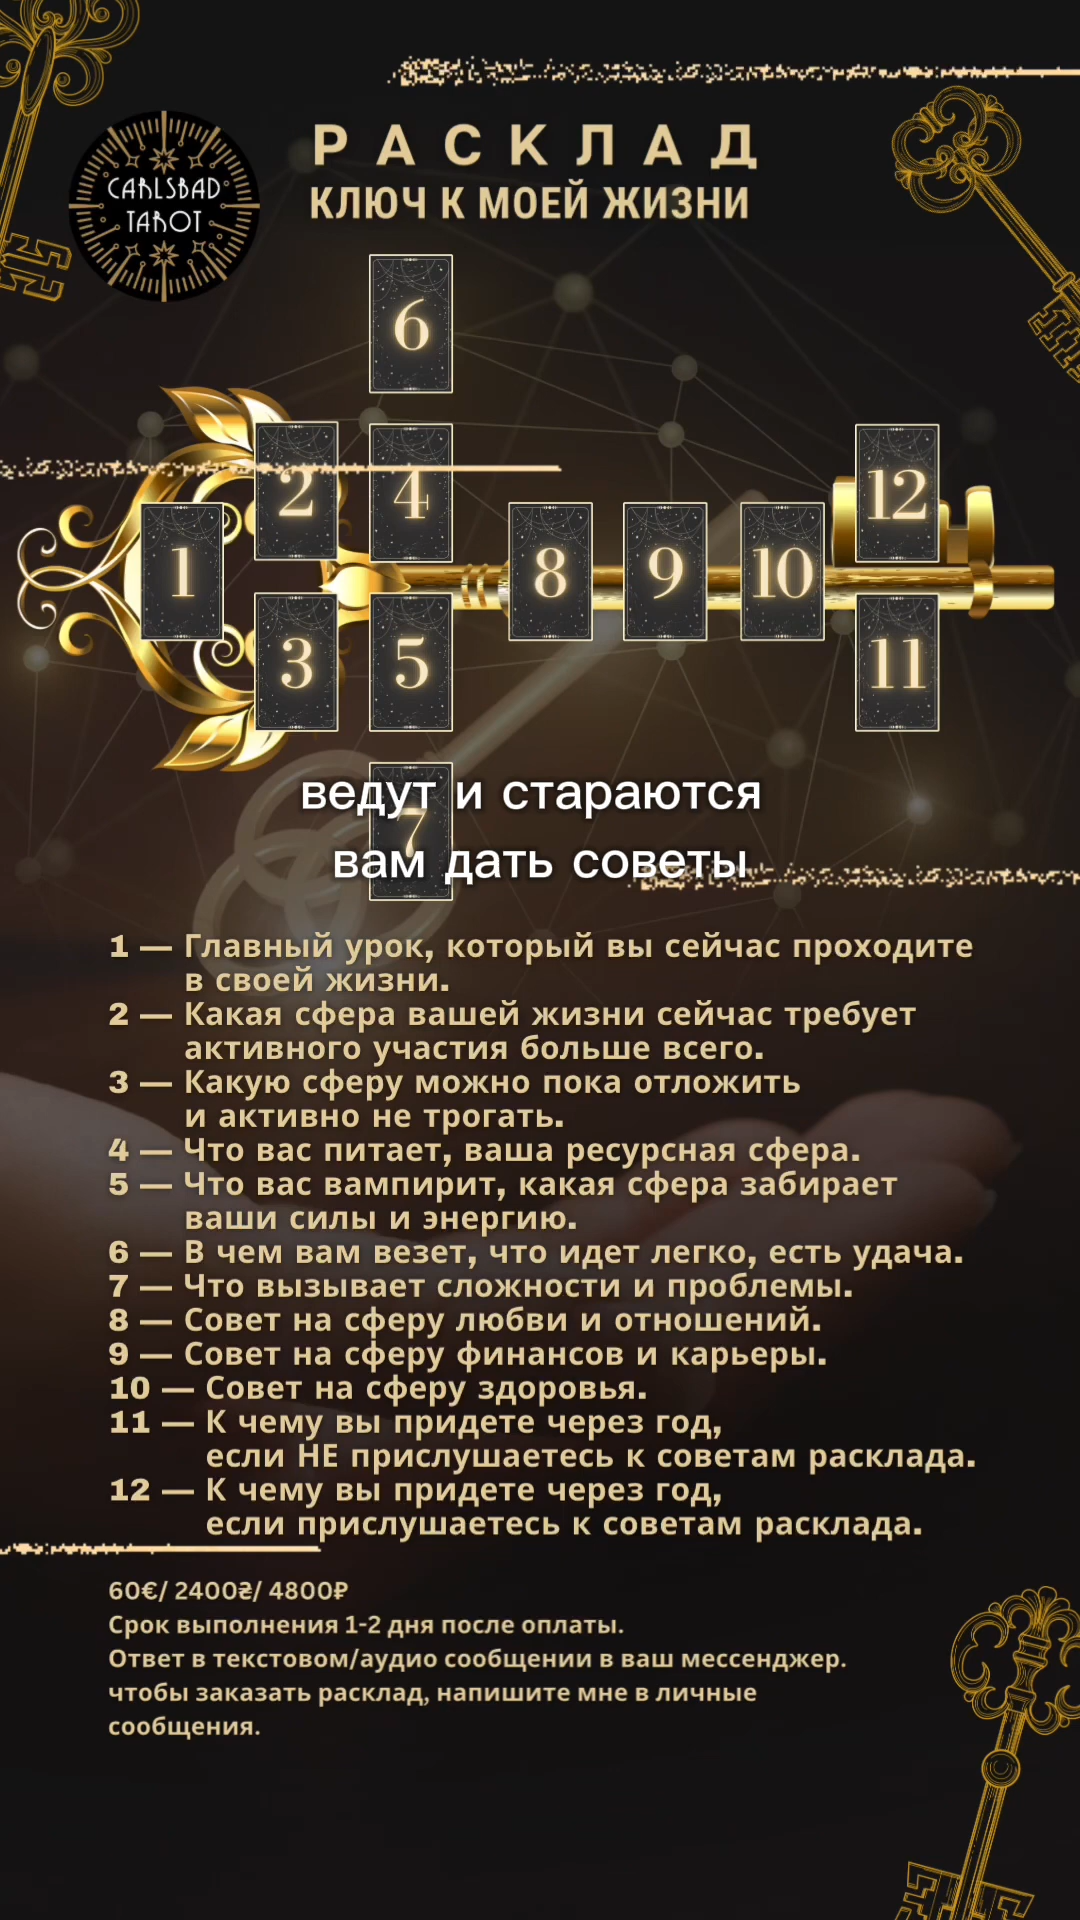 CARLSBAD
TAROT
РАСКЛАД
КЛЮЧ К МОЕЙ ЖИЗНИ
6
2
4
12
1
8
9
10
3
5
11
7
ведут и стараются
вам дать советы
1 — Главный урок, который вы сейчас проходите
в своей жизни.
2 — Какая сфера вашей жизни сейчас требует
активного участия больше всего.
3 — Какую сферу можно пока отложить
и активно не трогать.
4 — Что вас питает, ваша ресурсная сфера.
5 — Что вас вампирит, какая сфера забирает
ваши силы и энергию.
6 — В чем вам везет, что идет легко, есть удача.
7 — Что вызывает сложности и проблемы.
8 — Совет на сферу любви и отношений.
9 — Совет на сферу финансов и карьеры.
10 — Совет на сферу здоровья.
11 — К чему вы придете через год,
если НЕ прислушаетесь к советам расклада.
12 — К чему вы придете через год,
если прислушаетесь к советам расклада.
60€/ 2400₴/ 4800₽
Срок выполнения 1-2 дня после оплаты.
Ответ в текстовом/аудио сообщении в ваш мессенджер.
чтобы заказать расклад, напишите мне в личные
сообщения.